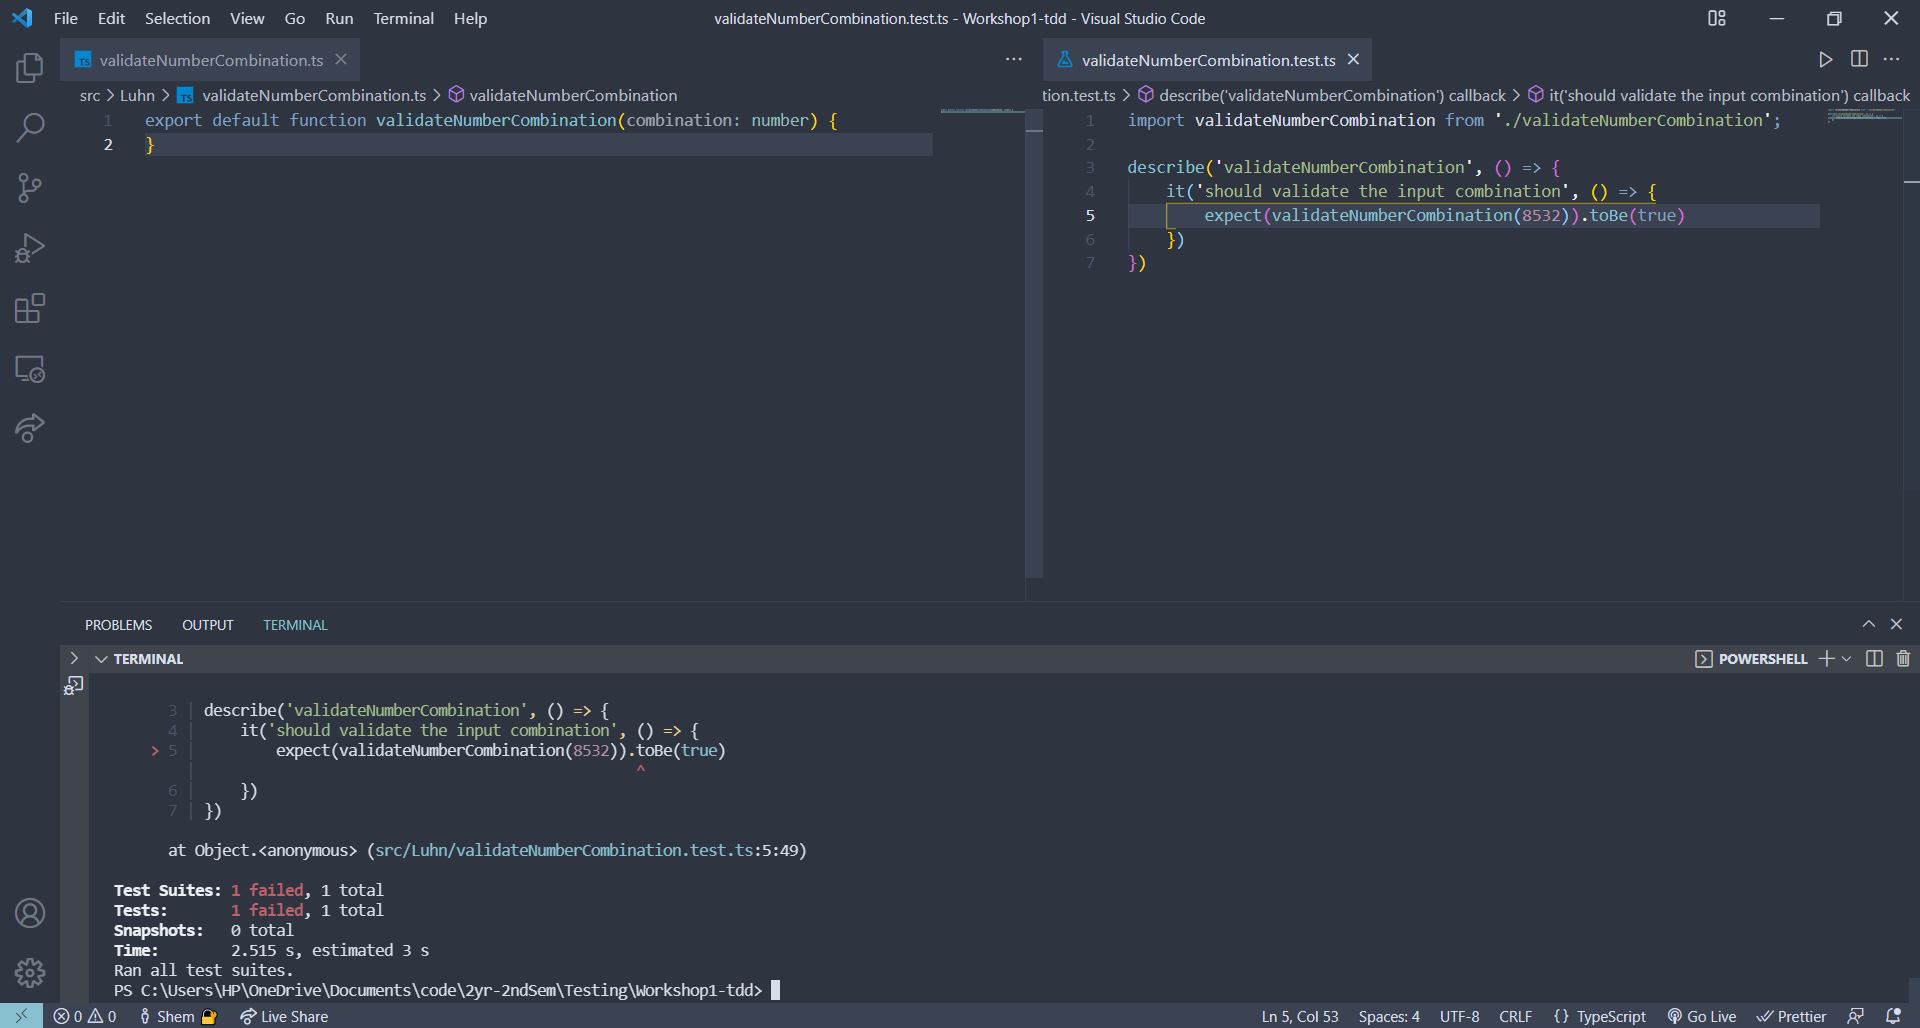 File Edit Selection View Go Run Terminal Help
validateNumberCombination.test.ts - Workshop1-tdd - Visual Studio Code
TS validateNumberCombination.ts
src > Luhn > TS validateNumberCombination.ts > validateNumberCombination
1 export default function validateNumberCombination(combination: number) {
2 }
validateNumberCombination.test.ts
tion.test.ts > describe('validateNumberCombination') callback > it('should validate the input combination') callback
1 import validateNumberCombination from './validateNumberCombination';
2
3 describe('validateNumberCombination', () => {
4 it('should validate the input combination', () => {
5 expect(validateNumberCombination(8532)).toBe(true)
6 })
7 })
PROBLEMS OUTPUT TERMINAL
TERMINAL
POWERSHELL
3 | describe('validateNumberCombination', () => {
4 | it('should validate the input combination', () => {
> 5 | expect(validateNumberCombination(8532)).toBe(true)
| ^
6 | })
7 | })
at Object.<anonymous> (src/Luhn/validateNumberCombination.test.ts:5:49)
Test Suites: 1 failed, 1 total
Tests: 1 failed, 1 total
Snapshots: 0 total
Time: 2.515 s, estimated 3 s
Ran all test suites.
PS C:\Users\HP\OneDrive\Documents\code\2yr-2ndSem\Testing\Workshop1-tdd>
0 0 Shem Live Share
Ln 5, Col 53 Spaces: 4 UTF-8 CRLF {} TypeScript Go Live Prettier